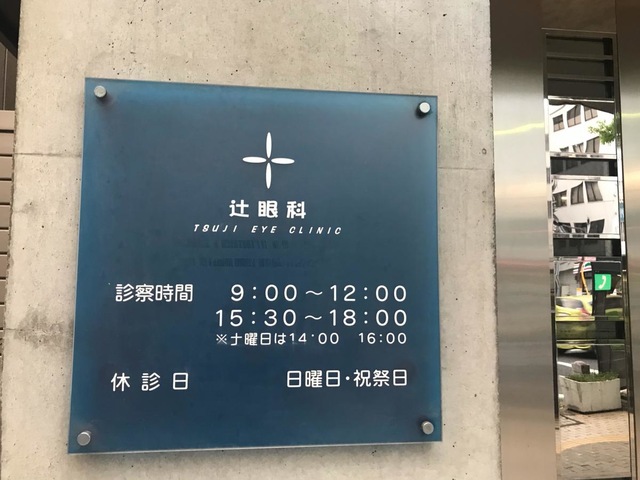 辻眼科
TSUJI EYE CLINIC
診察時間 9:00～12:00
15:30～18:00
※土曜日は14:00 16:00
休診日 日曜日・祝祭日